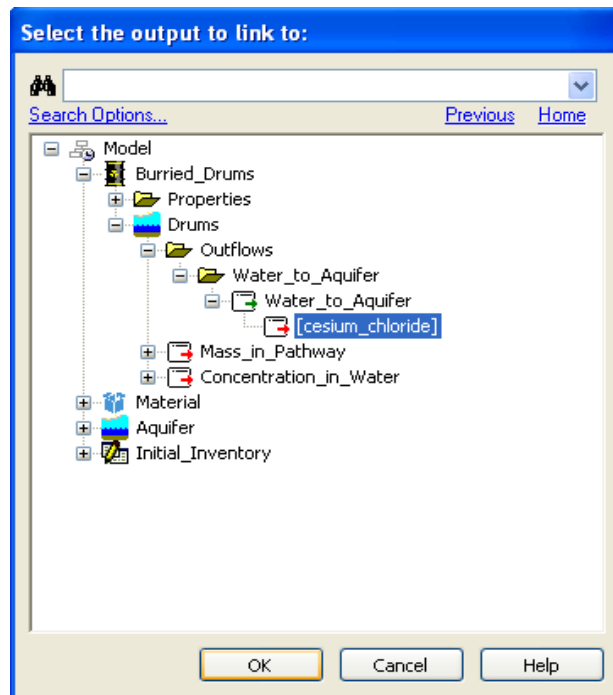 Select the output to link to:
Search Options... Previous Home
Model
Burried_Drums
Properties
Drums
Outflows
Water_to_Aquifer
Water_to_Aquifer
[cesium_chloride]
Mass_in_Pathway
Concentration_in_Water
Material
Aquifer
Initial_Inventory
OK Cancel Help